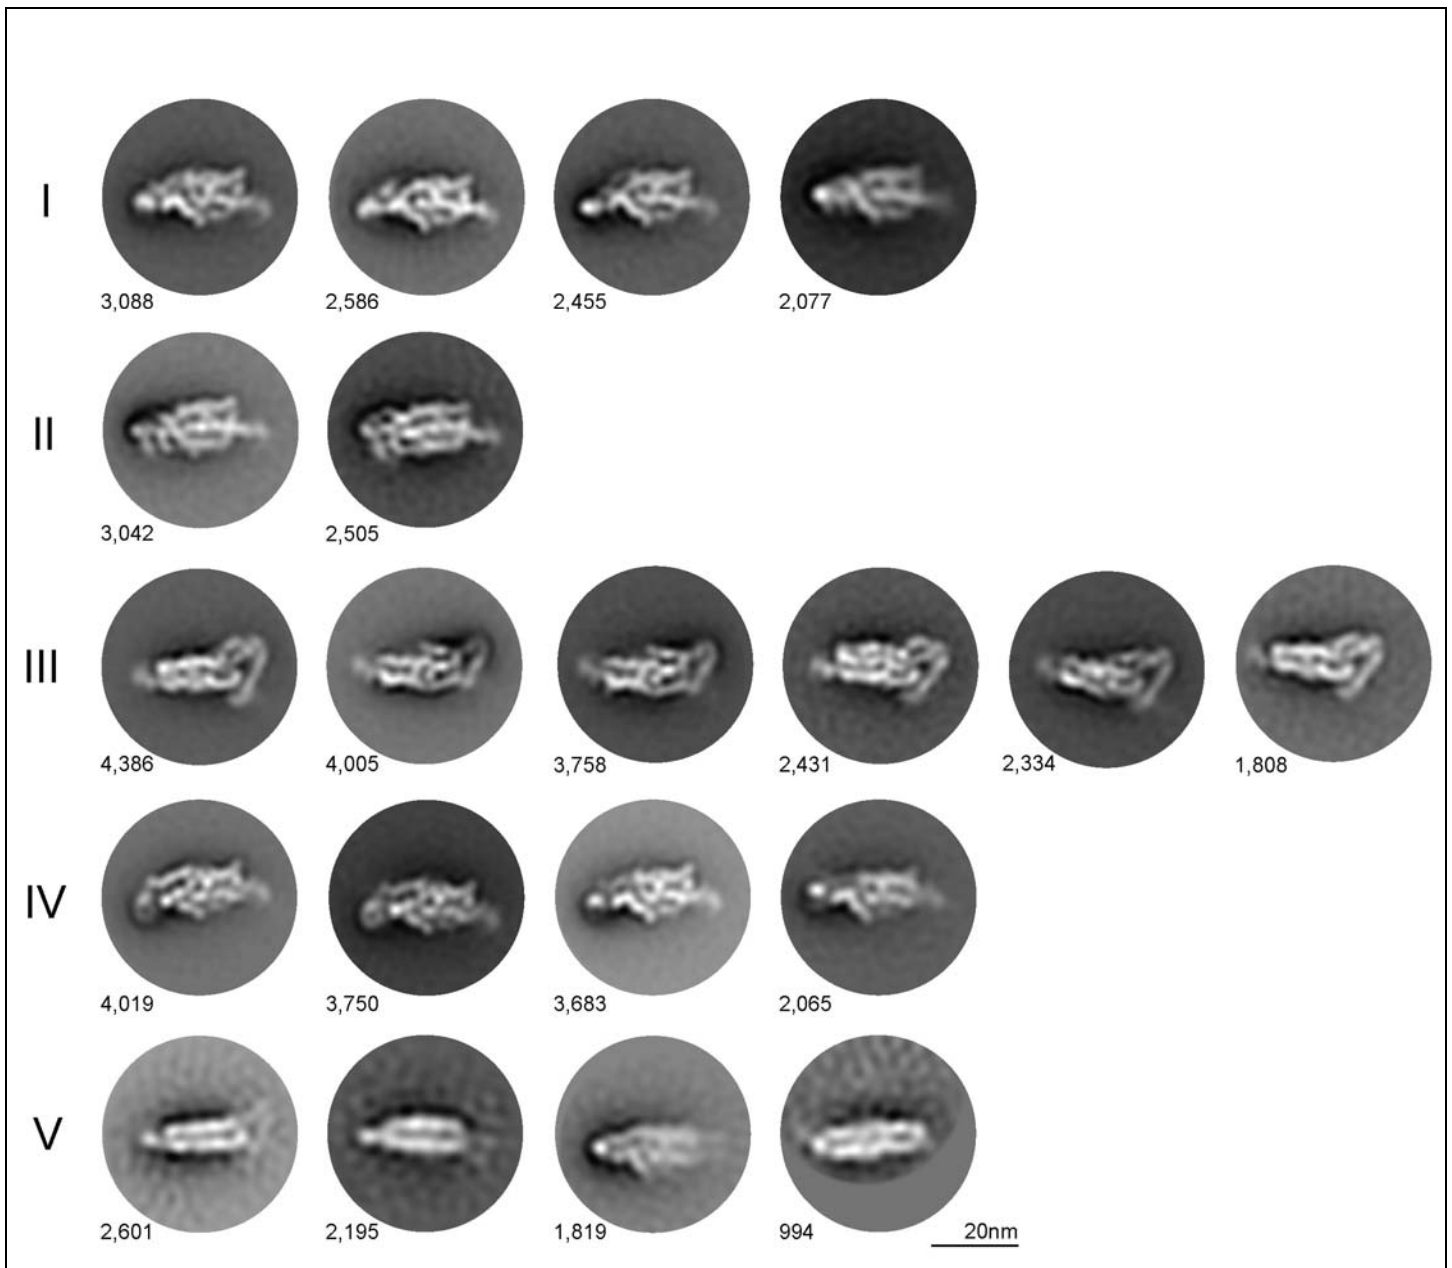 I
3,088 2,586 2,455 2,077
II
3,042 2,505
III
4,386 4,005 3,758 2,431 2,334 1,808
IV
4,019 3,750 3,683 2,065
V
2,601 2,195 1,819 994
20nm